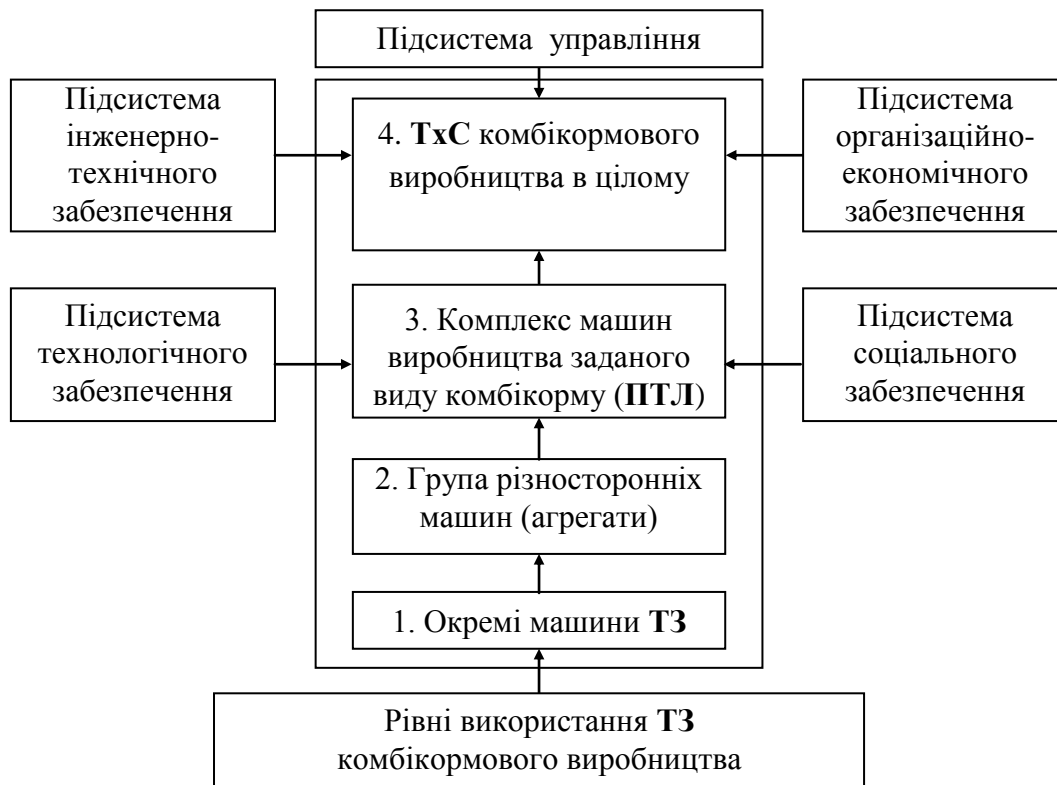 Підсистема управління
Підсистема
інженерно-
технічного
забезпечення
4. ТхС комбікормового
виробництва в цілому
Підсистема
організаційно-
економічного
забезпечення
Підсистема
технологічного
забезпечення
3. Комплекс машин
виробництва заданого
виду комбікорму (ПТЛ)
Підсистема
соціального
забезпечення
2. Група різносторонніх
машин (агрегати)
1. Окремі машини ТЗ
Рівні використання ТЗ
комбікормового виробництва